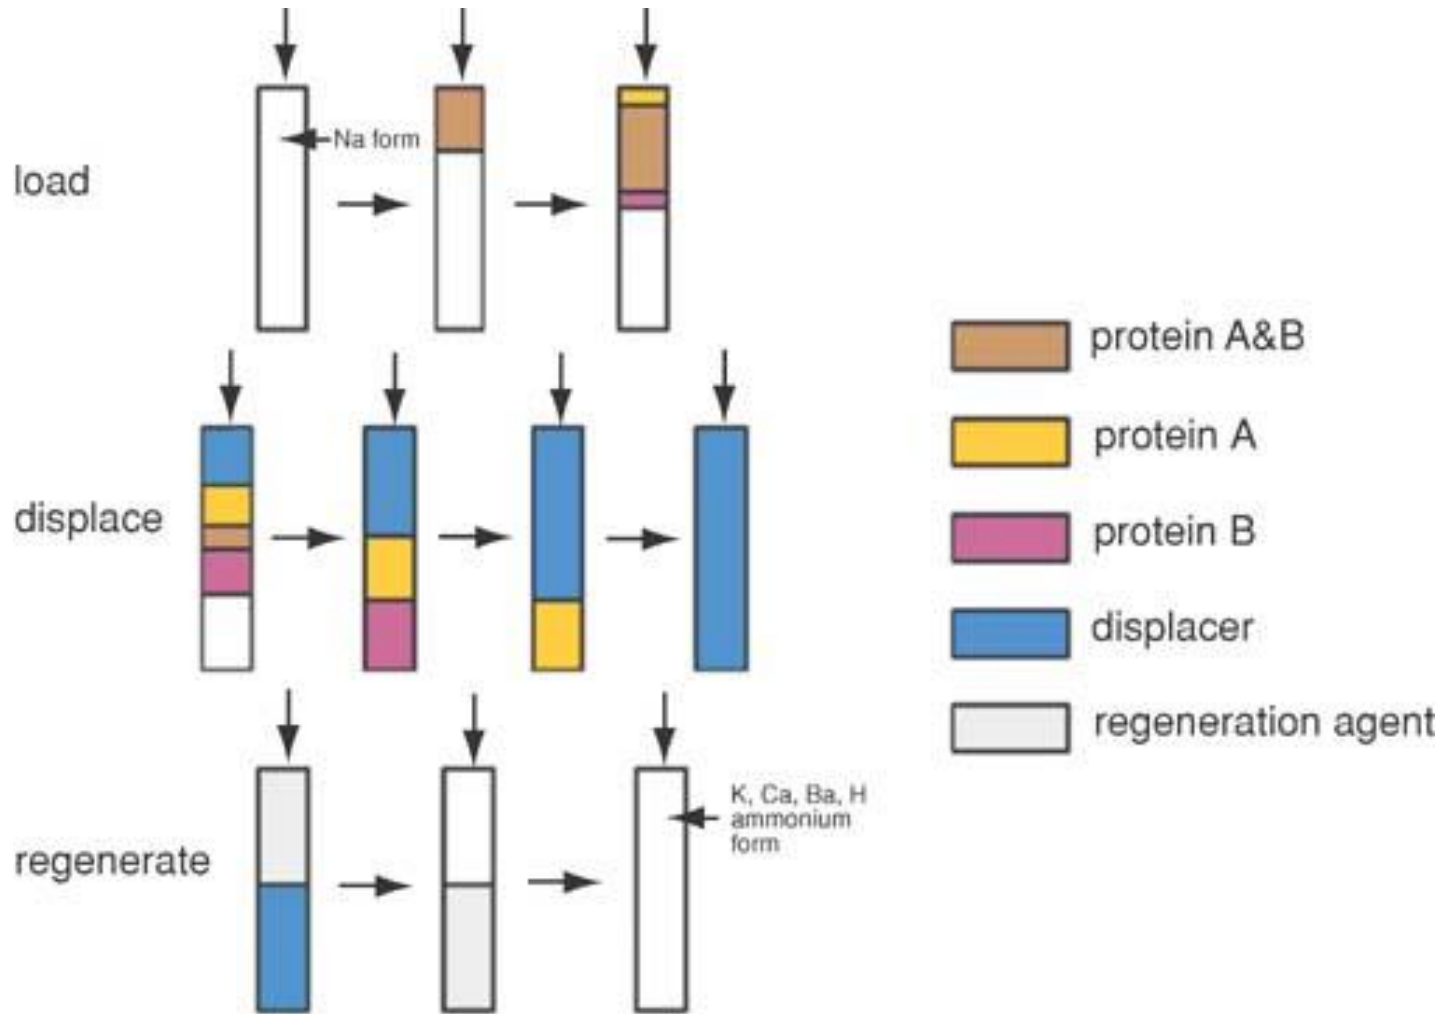 Na form
load
protein A&B
protein A
displace
protein B
displacer
regeneration agent
K, Ca, Ba, H
ammonium
form
regenerate